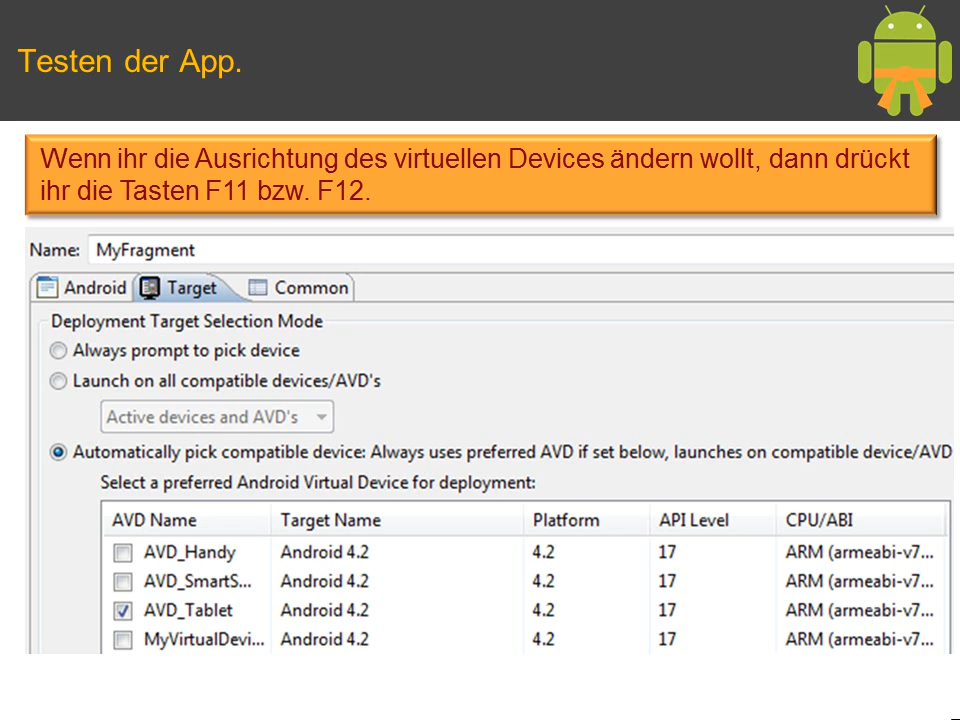 Testen der App.
Wenn ihr die Ausrichtung des virtuellen Devices ändern wollt, dann drückt
ihr die Tasten F11 bzw. F12.
Name: MyFragment
Android Target Common
Deployment Target Selection Mode
Always prompt to pick device
Launch on all compatible devices/AVD's
Active devices and AVD's
Automatically pick compatible device: Always uses preferred AVD if set below, launches on compatible device/AVD
Select a preferred Android Virtual Device for deployment:
AVD Name Target Name Platform API Level CPU/ABI
AVD_Handy Android 4.2 4.2 17 ARM (armeabi-v7...
AVD_SmartS... Android 4.2 4.2 17 ARM (armeabi-v7...
AVD_Tablet Android 4.2 4.2 17 ARM (armeabi-v7...
MyVirtualDevi... Android 4.2 4.2 17 ARM (armeabi-v7...